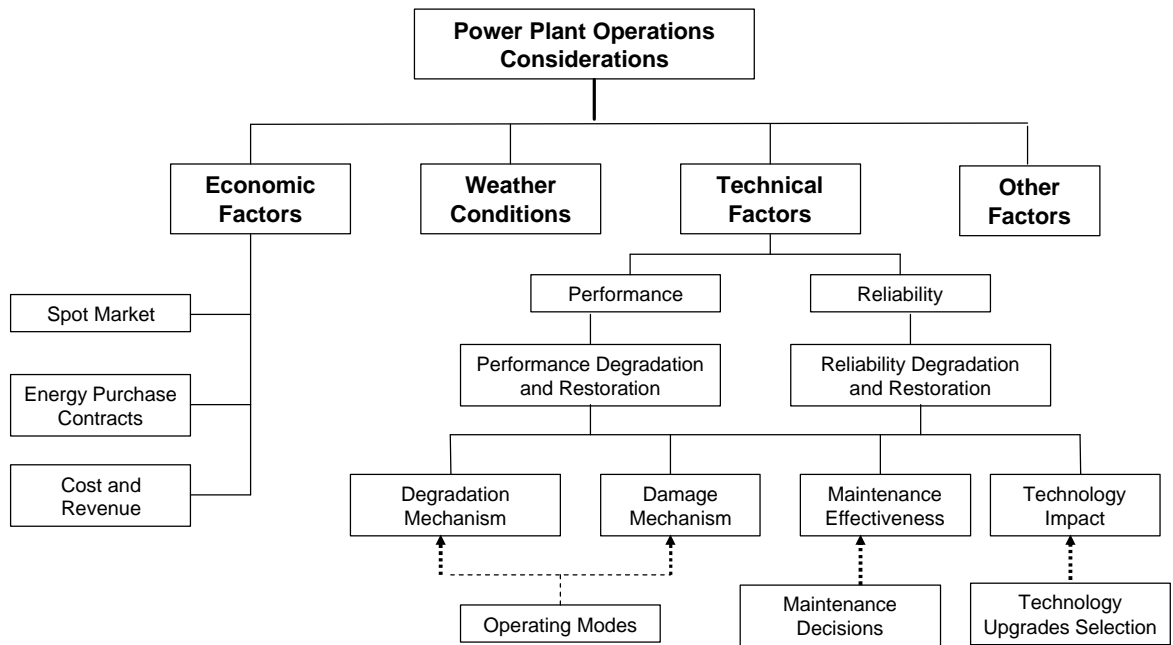 Power Plant Operations
Considerations
Economic
Factors
Weather
Conditions
Technical
Factors
Other
Factors
Performance
Reliability
Spot Market
Performance Degradation
and Restoration
Reliability Degradation
and Restoration
Energy Purchase
Contracts
Cost and
Revenue
Degradation
Mechanism
Damage
Mechanism
Maintenance
Effectiveness
Technology
Impact
Operating Modes
Maintenance
Decisions
Technology
Upgrades Selection